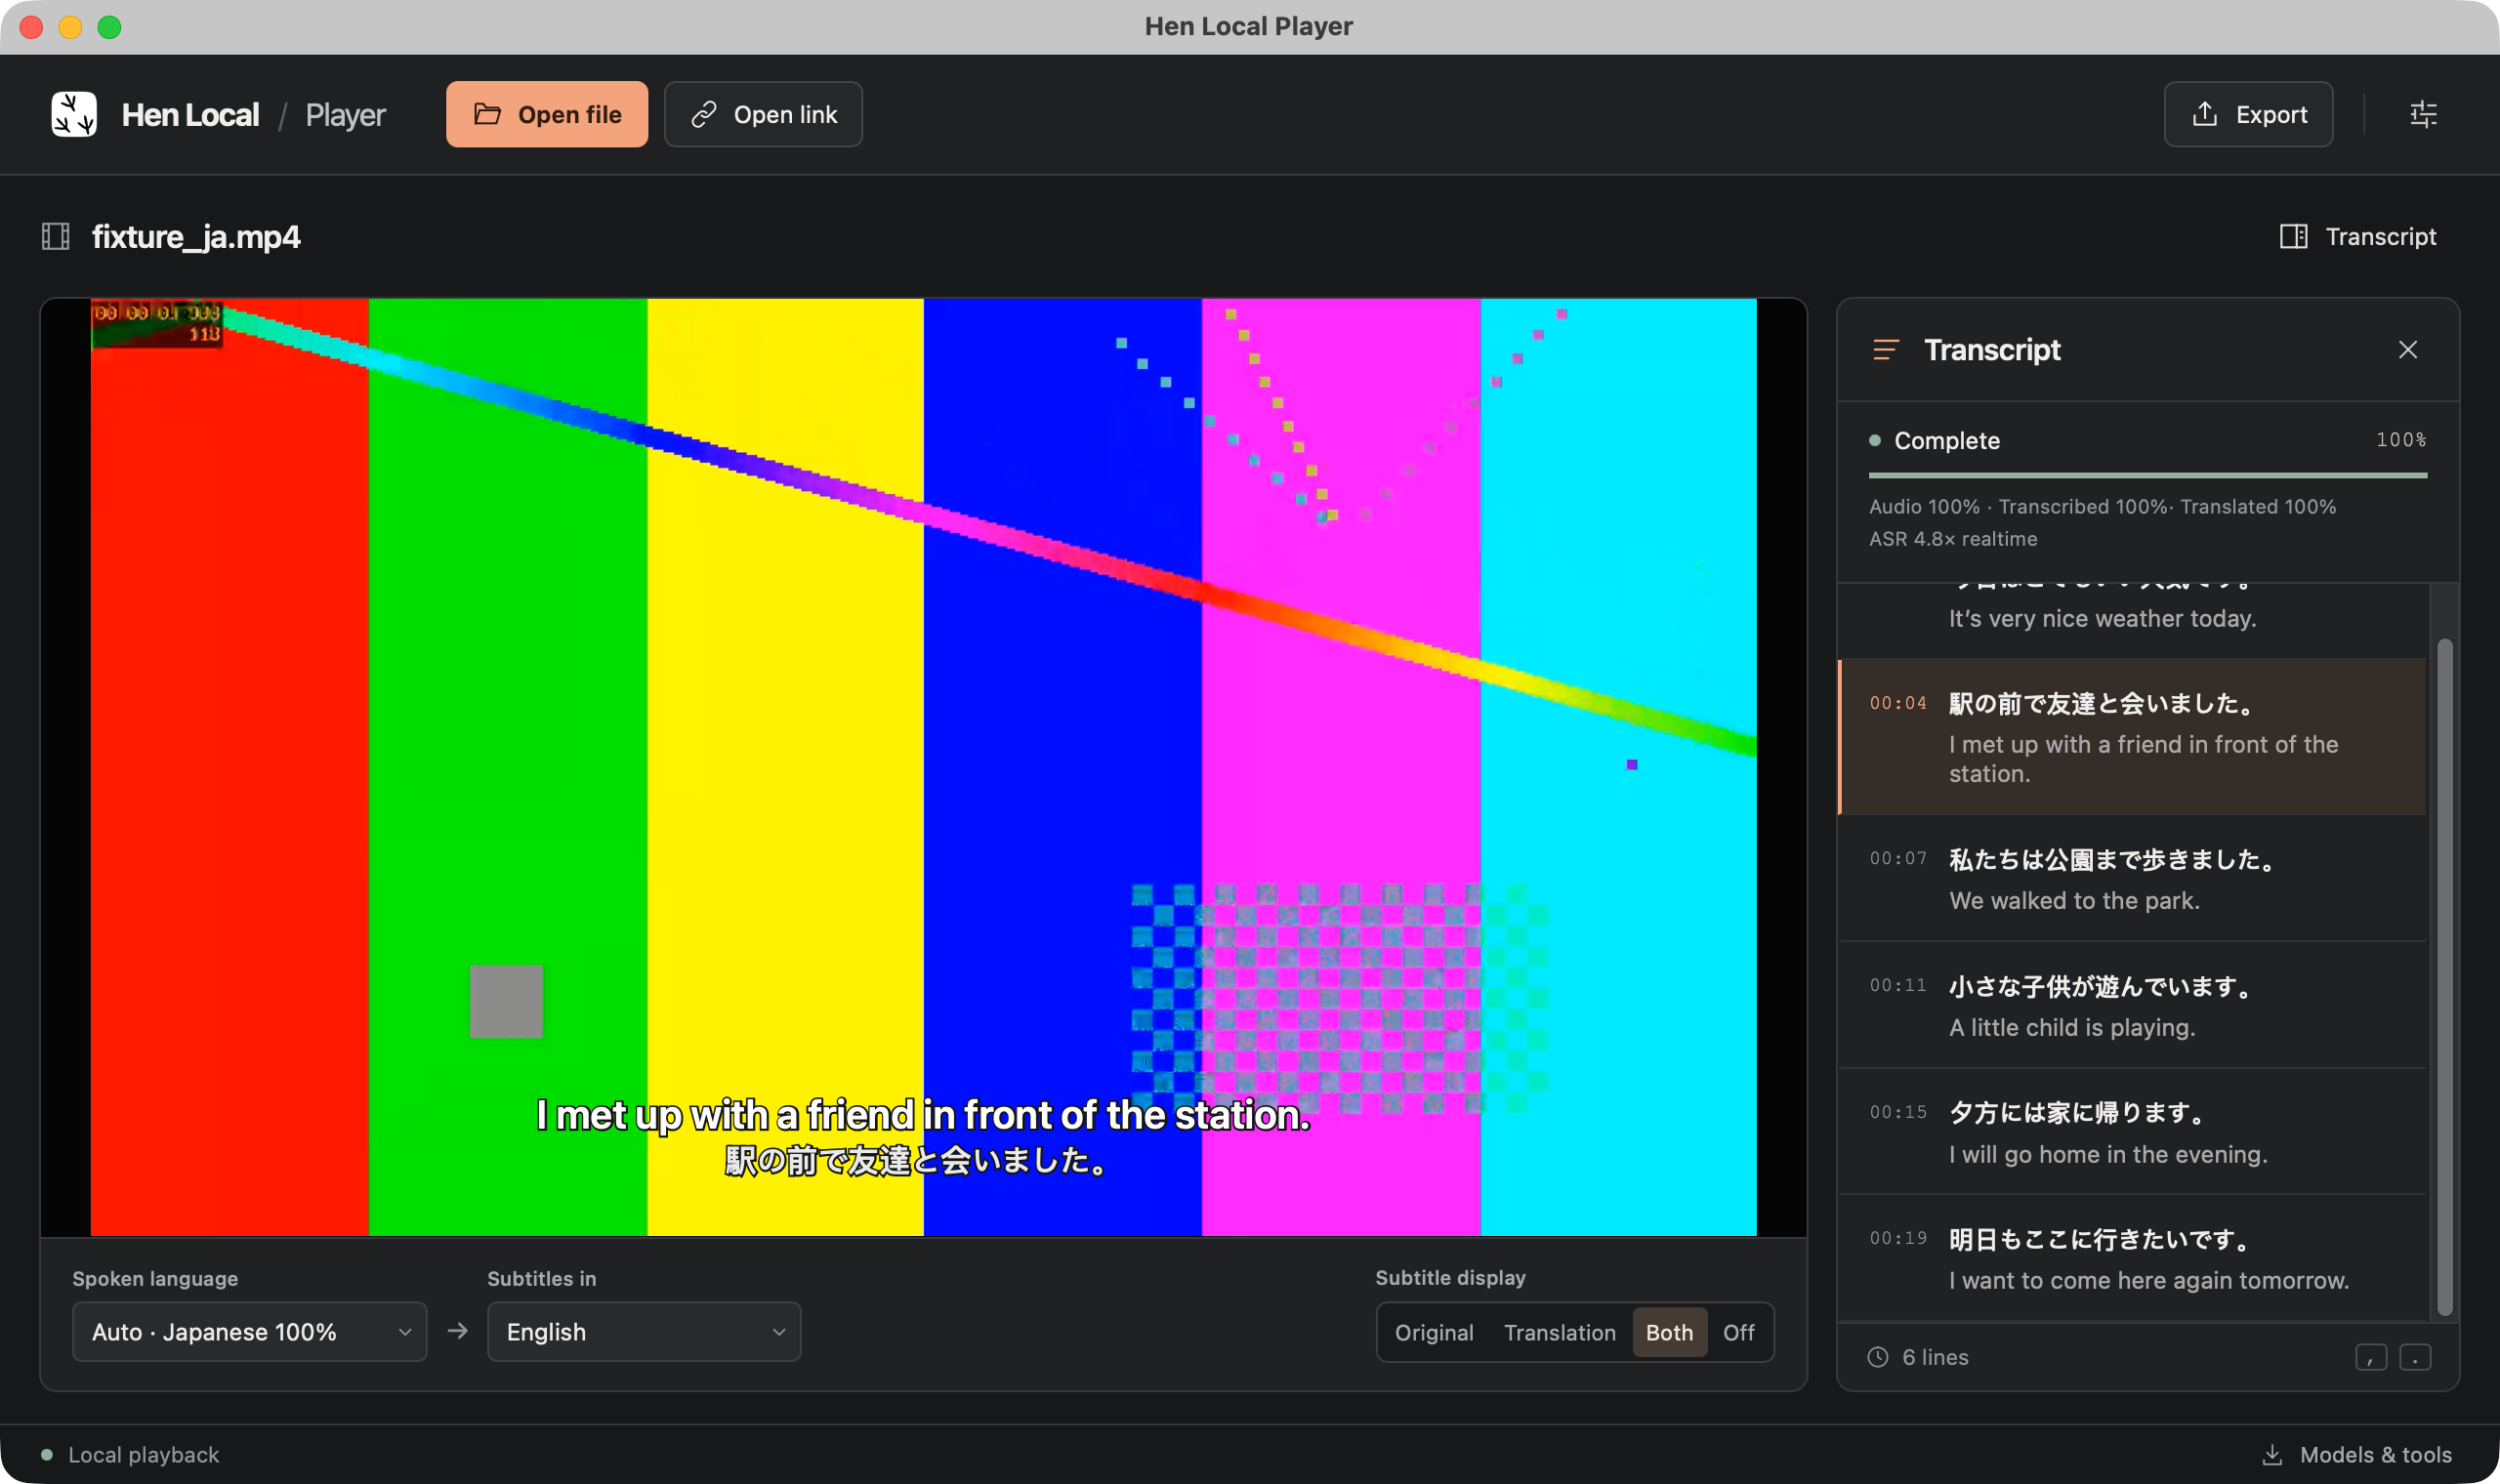 Hen Local Player
Hen Local / Player
Open file
Open link
Export
fixture_ja.mp4
Transcript
113
I met up with a friend in front of the station.
駅の前で友達と会いました。
Spoken language
Auto · Japanese 100%
Subtitles in
English
Subtitle display
Original
Translation
Both
Off
Transcript
Complete
100%
Audio 100% · Transcribed 100%· Translated 100%
ASR 4.8× realtime
It’s very nice weather today.
00:04
駅の前で友達と会いました。
I met up with a friend in front of the
station.
00:07
私たちは公園まで歩きました。
We walked to the park.
00:11
小さな子供が遊んでいます。
A little child is playing.
00:15
夕方には家に帰ります。
I will go home in the evening.
00:19
明日もここに行きたいです。
I want to come here again tomorrow.
6 lines
, .
Local playback
Models & tools